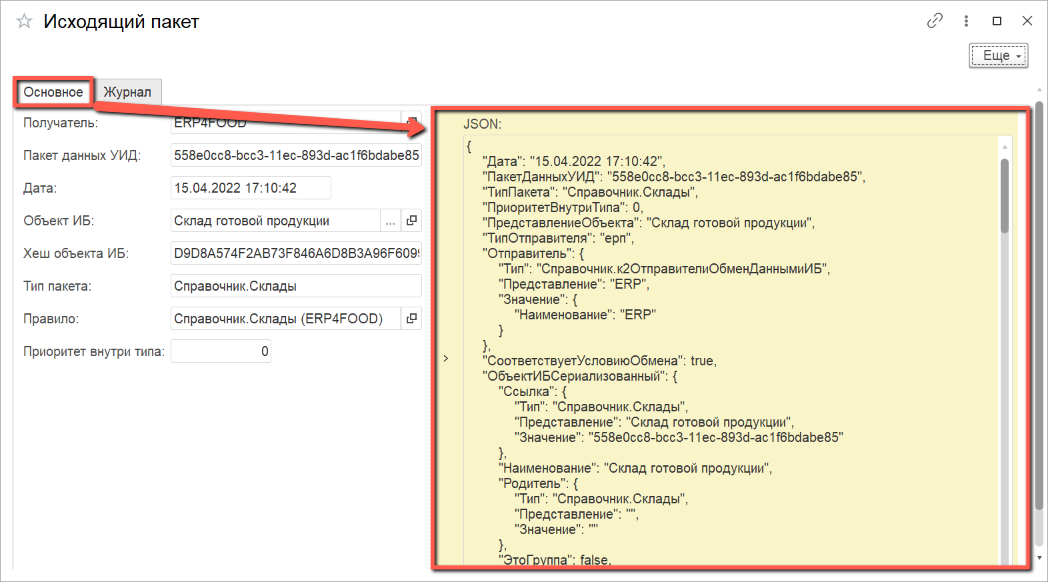 Исходящий пакет
Еще
Основное
Журнал
Получатель:
ERP4FOOD
Пакет данных УИД:
558e0cc8-bcc3-11ec-893d-ac1f6bdabe85
Дата:
15.04.2022 17:10:42
Объект ИБ:
Склад готовой продукции
...
Хеш объекта ИБ:
D9D8A574F2AB73F846A6D8B3A96F609
Тип пакета:
Справочник.Склады
Правило:
Справочник.Склады (ERP4FOOD)
Приоритет внутри типа:
0
JSON:
{
"Дата": "15.04.2022 17:10:42",
"ПакетДанныхУИД": "558e0cc8-bcc3-11ec-893d-ac1f6bdabe85",
"ТипПакета": "Справочник.Склады",
"ПриоритетВнутриТипа": 0,
"ПредставлениеОбъекта": "Склад готовой продукции",
"ТипОтправителя": "ерп",
"Отправитель": {
"Тип": "Справочник.к2ОтправителиОбменДаннымиИБ",
"Представление": "ERP",
"Значение": {
"Наименование": "ERP"
}
},
"СоответствуетУсловиюОбмена": true,
"ОбъектИБСериализованный": {
"Ссылка": {
"Тип": "Справочник.Склады",
"Представление": "Склад готовой продукции",
"Значение": "558e0cc8-bcc3-11ec-893d-ac1f6bdabe85"
},
"Наименование": "Склад готовой продукции",
"Родитель": {
"Тип": "Справочник.Склады",
"Представление": "",
"Значение": ""
},
"ЭтоГруппа": false,